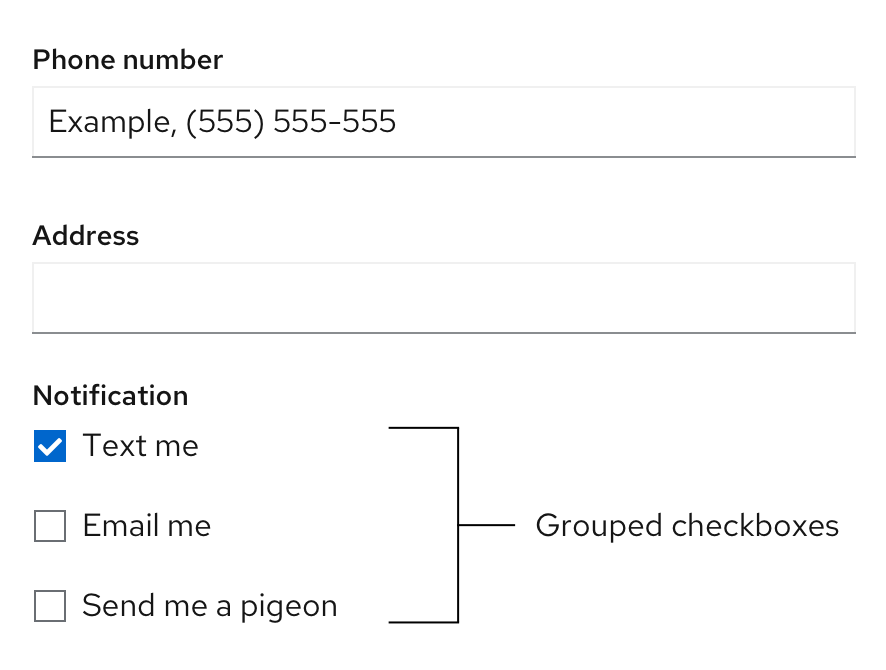 Phone number
Example, (555) 555-555
Address
Notification
Text me
Email me
Grouped checkboxes
Send me a pigeon